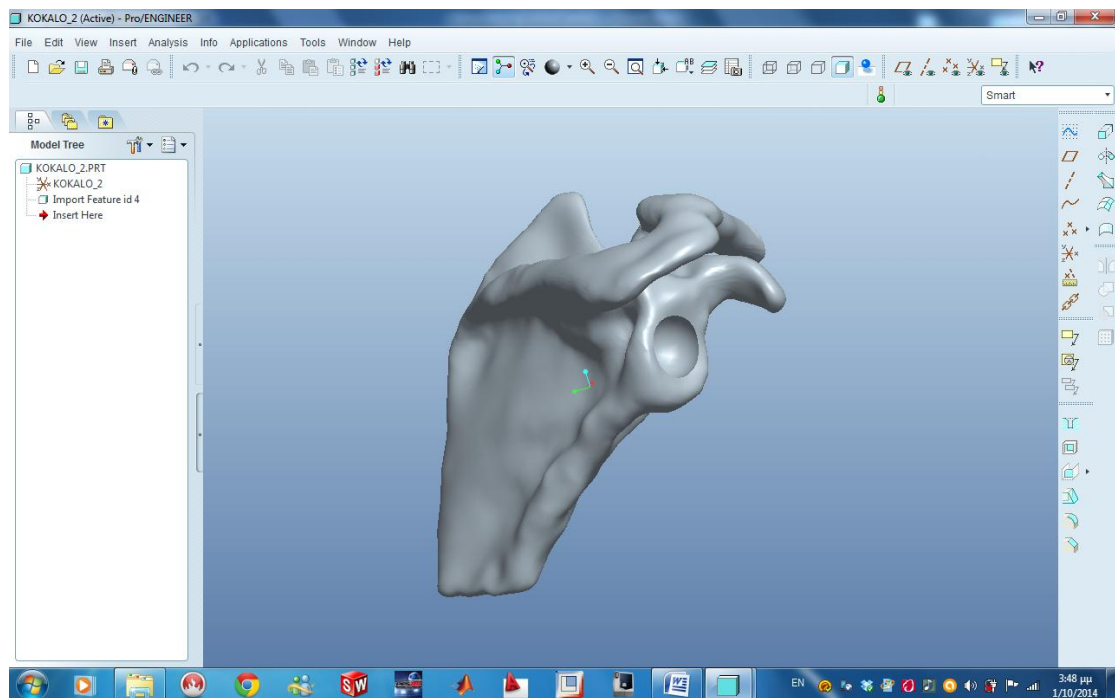 KOKALO_2 (Active) - Pro/ENGINEER
File Edit View Insert Analysis Info Applications Tools Window Help
Smart
Model Tree
KOKALO_2.PRT
KOKALO_2
Import Feature id 4
Insert Here
EN
3:48 μμ
1/10/2014